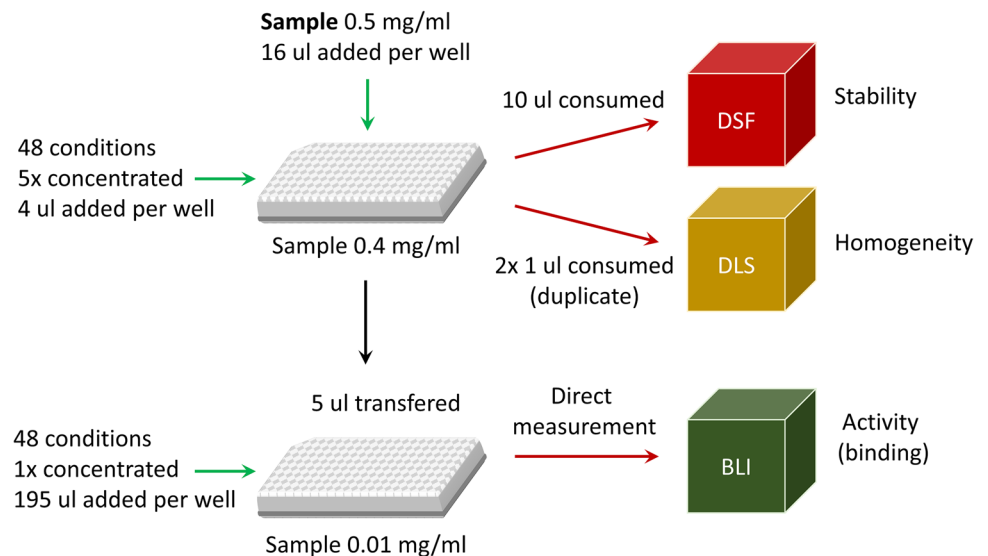 Sample 0.5 mg/ml
16 ul added per well
48 conditions
5x concentrated
4 ul added per well
Sample 0.4 mg/ml
10 ul consumed
DSF
Stability
2x 1 ul consumed
(duplicate)
DLS
Homogeneity
5 ul transfered
48 conditions
1x concentrated
195 ul added per well
Sample 0.01 mg/ml
Direct
measurement
BLI
Activity
(binding)